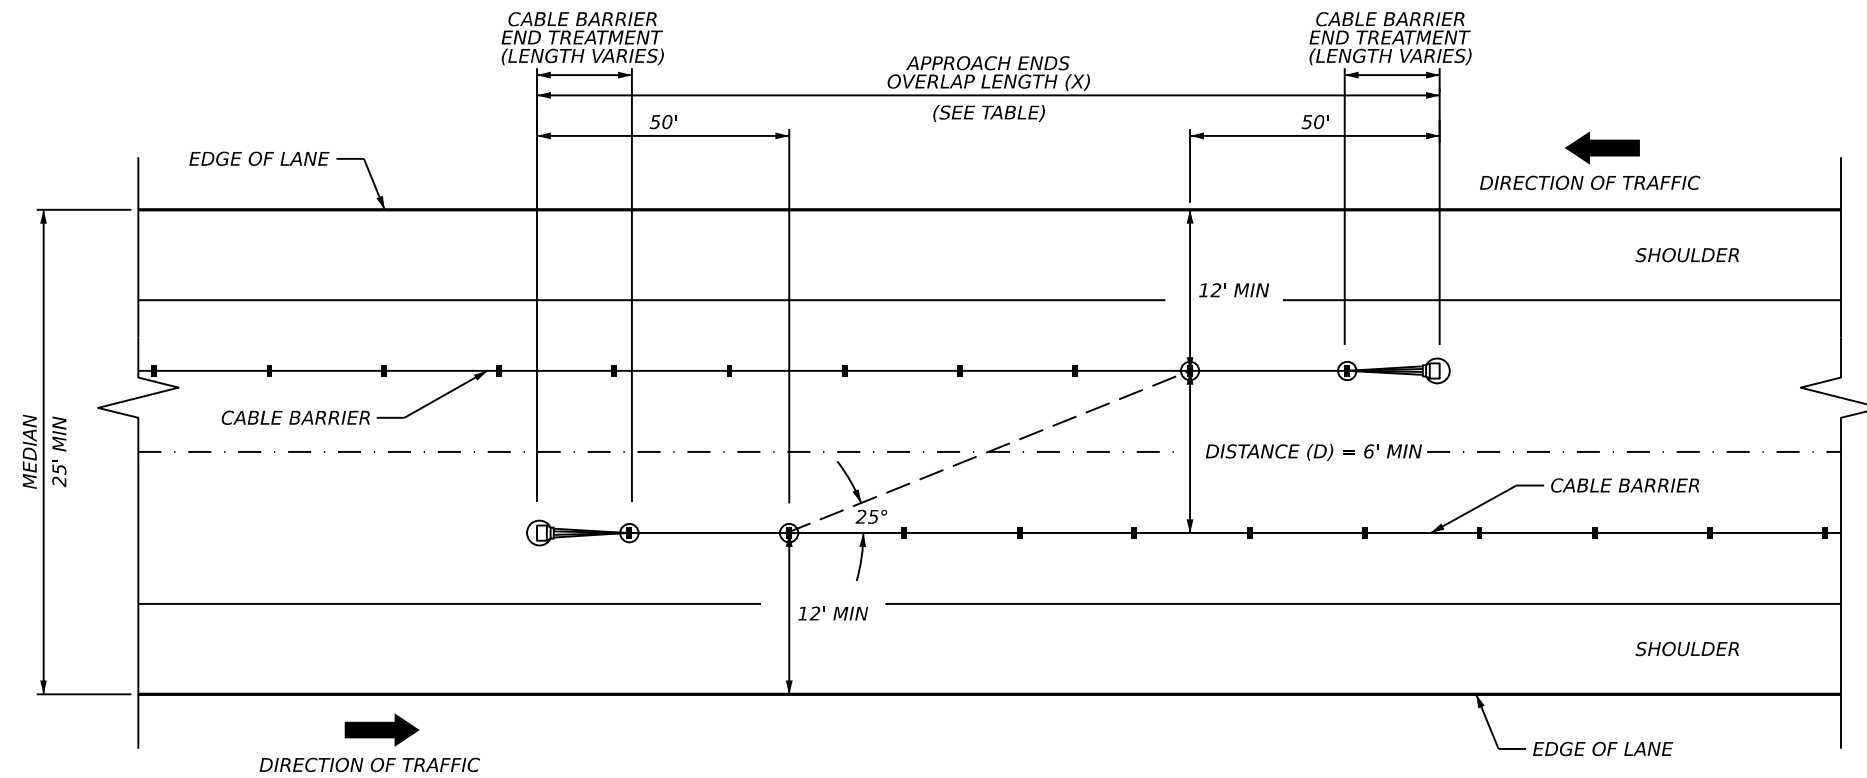 CABLE BARRIER
END TREATMENT
(LENGTH VARIES)
CABLE BARRIER
END TREATMENT
(LENGTH VARIES)
APPROACH ENDS
OVERLAP LENGTH (X)
(SEE TABLE)
50'
50'
EDGE OF LANE
DIRECTION OF TRAFFIC
SHOULDER
12' MIN
CABLE BARRIER
MEDIAN
25' MIN
DISTANCE (D) = 6' MIN
CABLE BARRIER
25°
12' MIN
SHOULDER
EDGE OF LANE
DIRECTION OF TRAFFIC